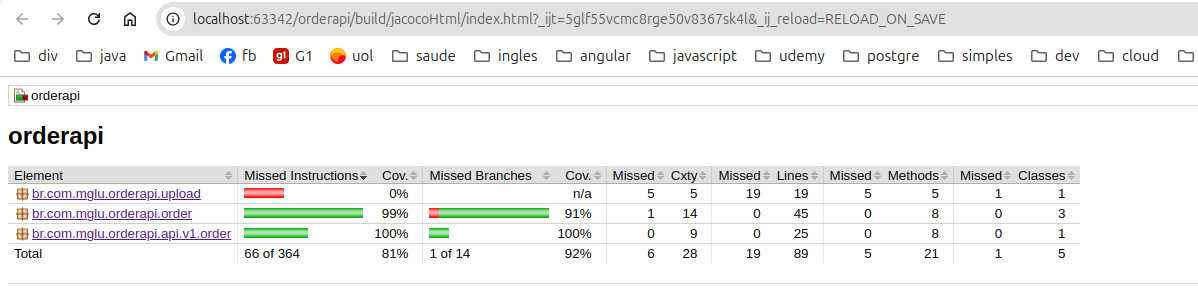 localhost:63342/orderapi/build/jacocoHtml/index.html?_ijt=5glf55vcmc8rge50v8367sk4l&_ij_reload=RELOAD_ON_SAVE
div java Gmail fb G1 uol saude ingles angular javascript udemy postgre simples dev cloud
orderapi
orderapi
Element Missed Instructions Cov. Missed Branches Cov. Missed Cxty Missed Lines Missed Methods Missed Classes
br.com.mglu.orderapi.upload 0% n/a 5 5 19 19 5 5 1 1
br.com.mglu.orderapi.order 99% 91% 1 14 0 45 0 8 0 3
br.com.mglu.orderapi.api.v1.order 100% 100% 0 9 0 25 0 8 0 1
Total 66 of 364 81% 1 of 14 92% 6 28 19 89 5 21 1 5